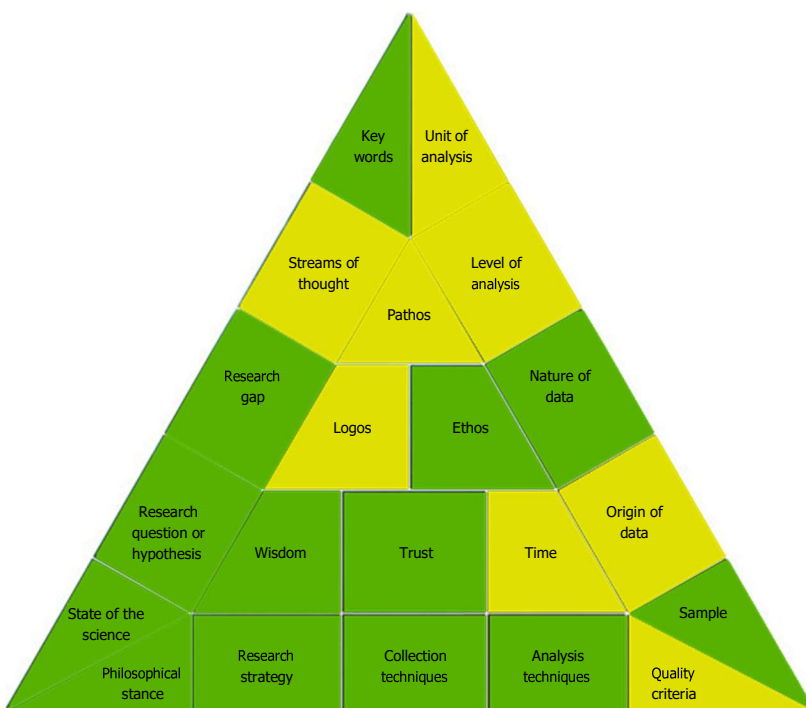 Key
words
Unit of
analysis
Streams of
thought
Level of
analysis
Pathos
Research
gap
Nature of
data
Logos
Ethos
Research
question or
hypothesis
Origin of
data
Wisdom
Trust
Time
State of the
science
Sample
Philosophical
stance
Research
strategy
Collection
techniques
Analysis
techniques
Quality
criteria